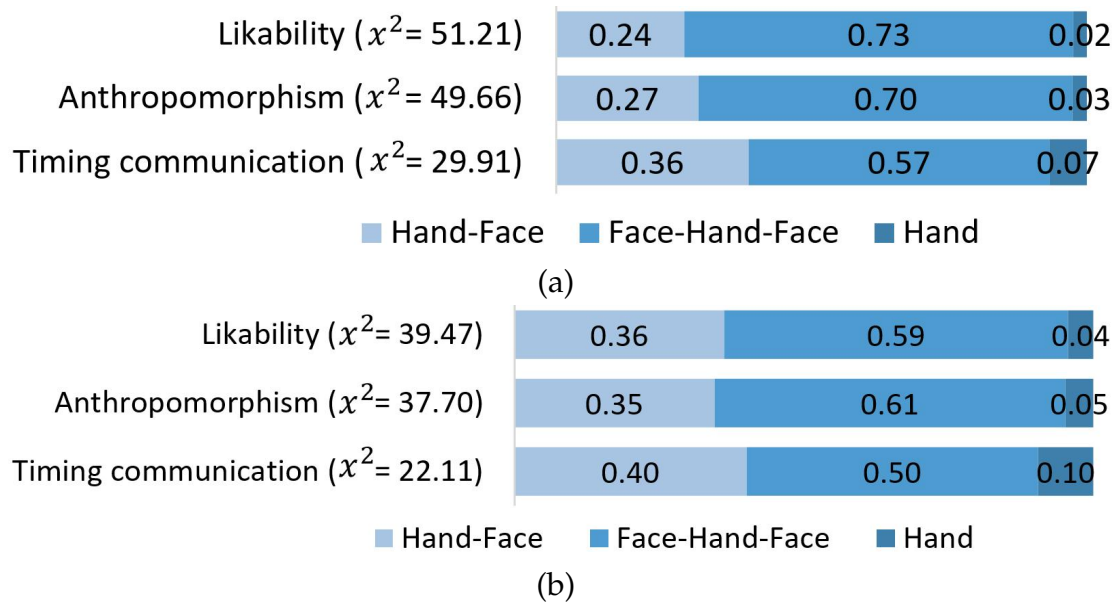 Likability (𝑥²= 51.21) 0.24 0.73 0.02
Anthropomorphism (𝑥²= 49.66) 0.27 0.70 0.03
Timing communication (𝑥²= 29.91) 0.36 0.57 0.07
Hand-Face Face-Hand-Face Hand
(a)
Likability (𝑥²= 39.47) 0.36 0.59 0.04
Anthropomorphism (𝑥²= 37.70) 0.35 0.61 0.05
Timing communication (𝑥²= 22.11) 0.40 0.50 0.10
Hand-Face Face-Hand-Face Hand
(b)